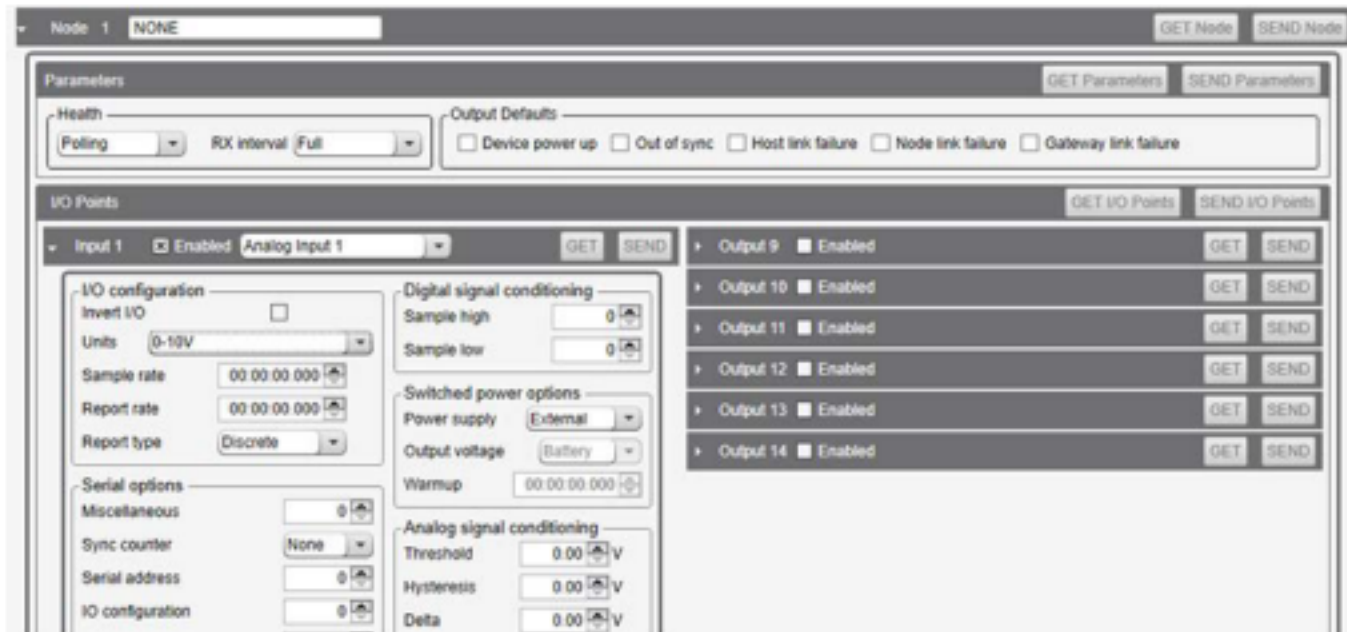 Node 1 NONE GET Node SEND Node
Parameters GET Parameters SEND Parameters
Health
Polling RX interval Full
Output Defaults
Device power up Out of sync Host link failure Node link failure Gateway link failure
I/O Points GET I/O Points SEND I/O Points
Input 1 Enabled Analog Input 1 GET SEND
I/O configuration
Invert I/O
Units 0-10V
Sample rate 00:00:00.000
Report rate 00:00:00.000
Report type Discrete
Serial options
Miscellaneous 0
Sync counter None
Serial address 0
IO configuration 0
Digital signal conditioning
Sample high 0
Sample low 0
Switched power options
Power supply External
Output voltage Battery
Warmup 00:00:00.000
Analog signal conditioning
Threshold 0.00 V
Hysteresis 0.00 V
Delta 0.00 V
Output 9 Enabled GET SEND
Output 10 Enabled GET SEND
Output 11 Enabled GET SEND
Output 12 Enabled GET SEND
Output 13 Enabled GET SEND
Output 14 Enabled GET SEND